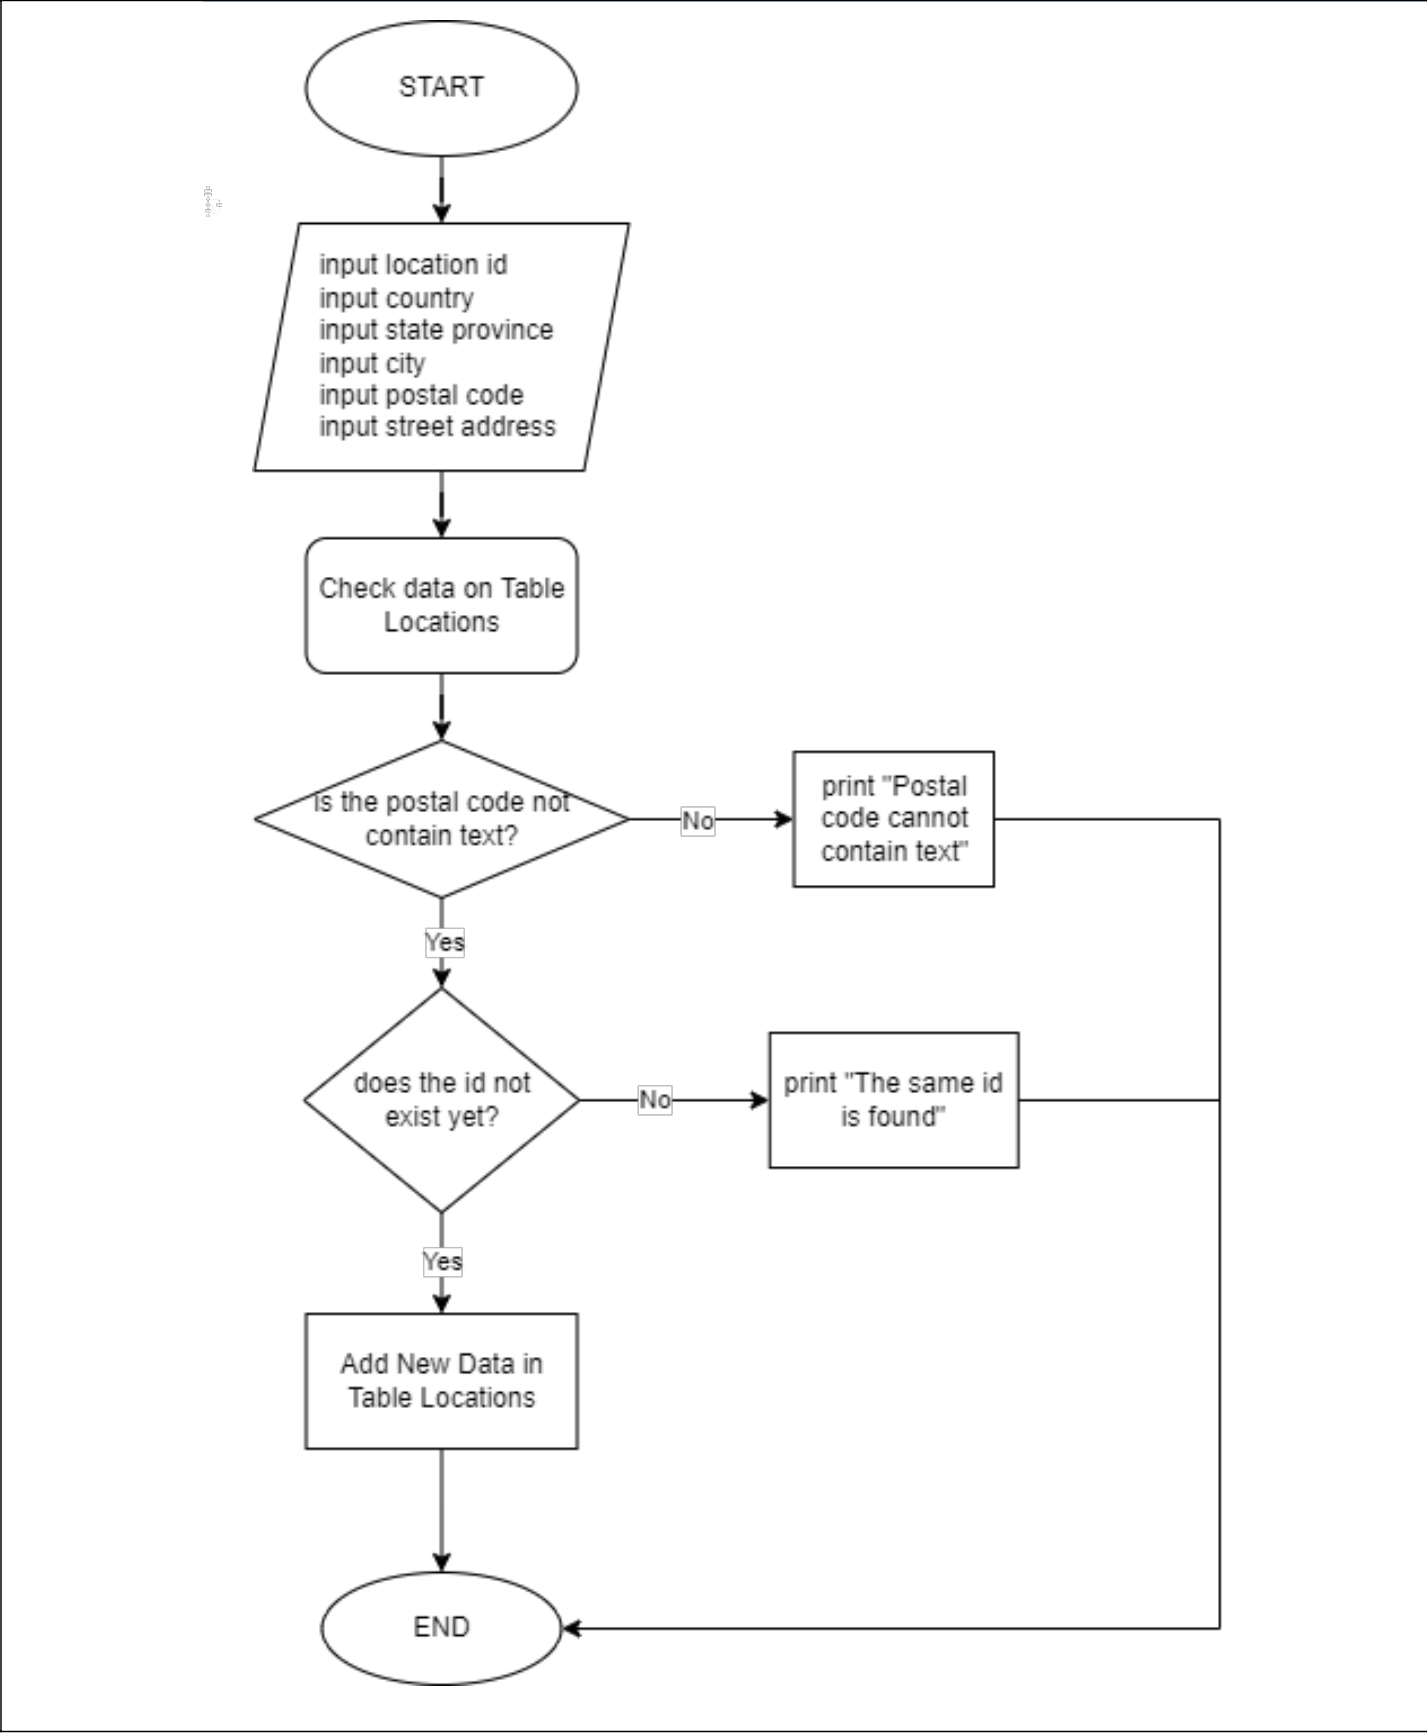 START
input location id
input country
input state province
input city
input postal code
input street address
Check data on Table
Locations
is the postal code not
contain text?
No
print "Postal
code cannot
contain text"
Yes
does the id not
exist yet?
No
print "The same id
is found"
Yes
Add New Data in
Table Locations
END